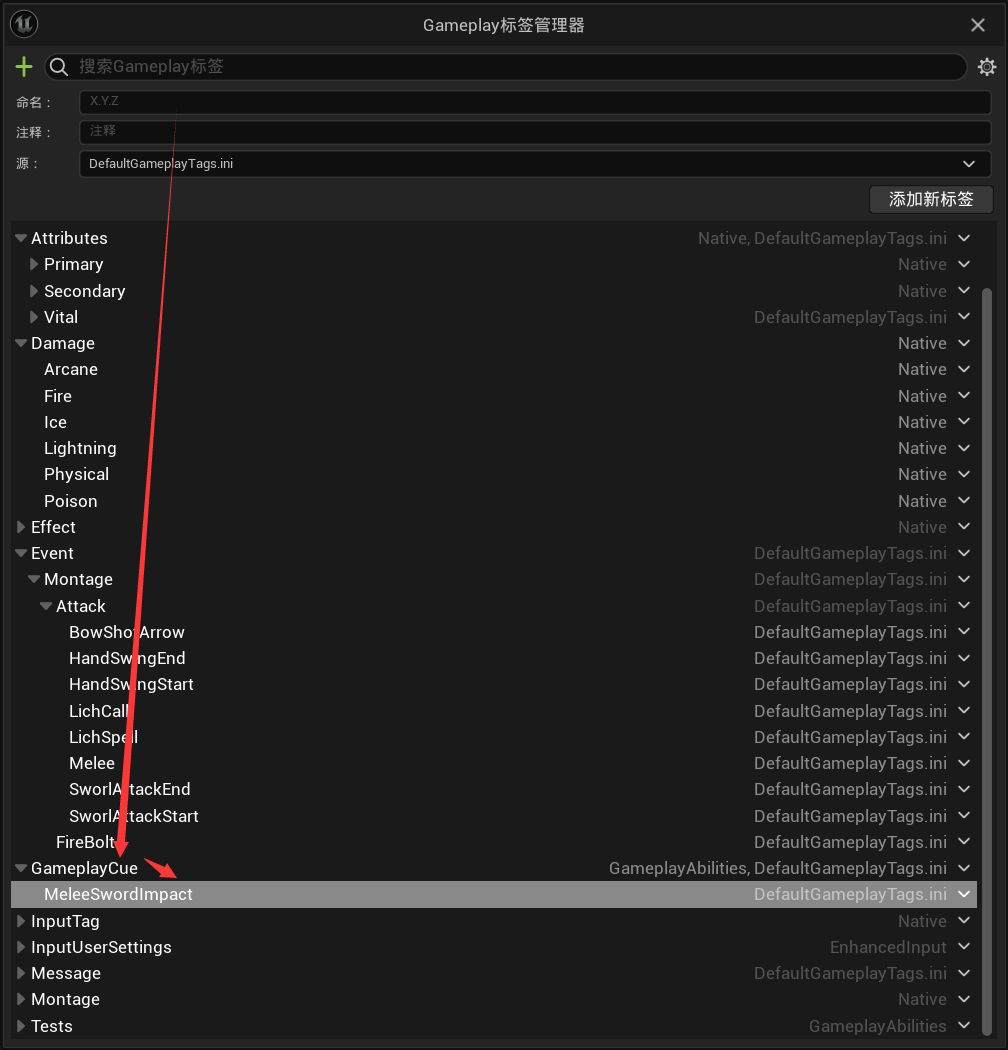 Gameplay标签管理器
搜索Gameplay标签
命名：
X.Y.Z
注释：
注释
源：
DefaultGameplayTags.ini
添加新标签
Attributes Native, DefaultGameplayTags.ini
Primary Native
Secondary Native
Vital DefaultGameplayTags.ini
Damage Native
Arcane Native
Fire Native
Ice Native
Lightning Native
Physical Native
Poison Native
Effect Native
Event DefaultGameplayTags.ini
Montage DefaultGameplayTags.ini
Attack DefaultGameplayTags.ini
BowShotArrow DefaultGameplayTags.ini
HandSwingEnd DefaultGameplayTags.ini
HandSwingStart DefaultGameplayTags.ini
LichCall DefaultGameplayTags.ini
LichSpell DefaultGameplayTags.ini
Melee DefaultGameplayTags.ini
SworlAttackEnd DefaultGameplayTags.ini
SworlAttackStart DefaultGameplayTags.ini
FireBolt DefaultGameplayTags.ini
GameplayCue GameplayAbilities, DefaultGameplayTags.ini
MeleeSwordImpact DefaultGameplayTags.ini
InputTag Native
InputUserSettings EnhancedInput
Message DefaultGameplayTags.ini
Montage Native
Tests GameplayAbilities